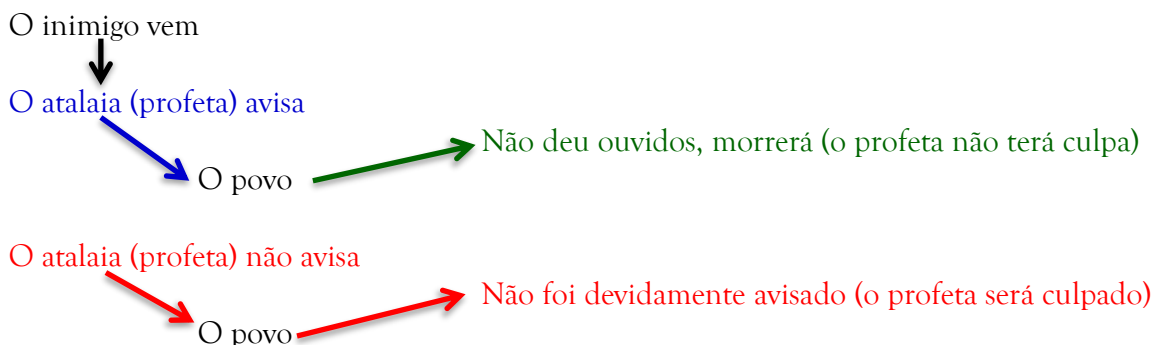 O inimigo vem
O atalaia (profeta) avisa
Não deu ouvidos, morrerá (o profeta não terá culpa)
O povo
O atalaia (profeta) não avisa
Não foi devidamente avisado (o profeta será culpado)
O povo